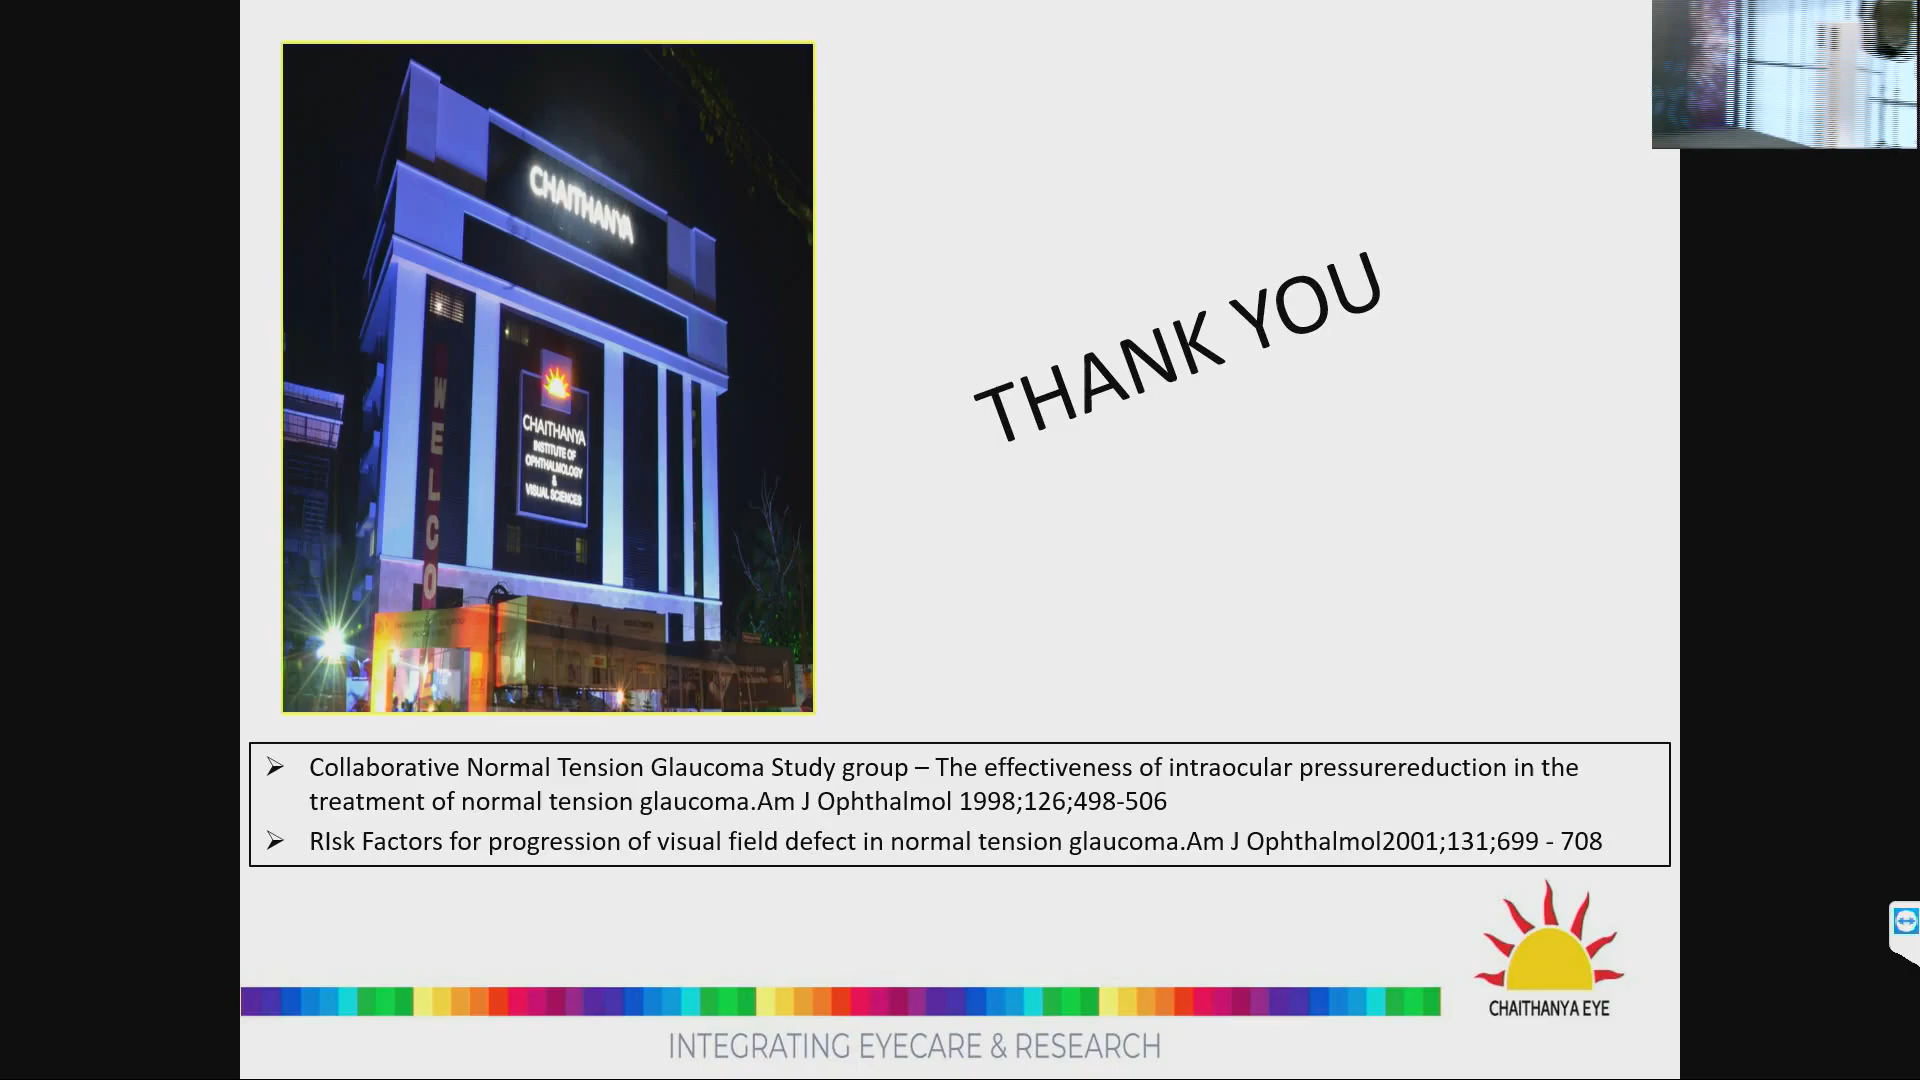 CHAITHANYA
WELCO
CHAITHANYA
INSTITUTE OF
OPHTHALMOLOGY
&
VISUAL SCIENCES
THANK YOU
➢ Collaborative Normal Tension Glaucoma Study group – The effectiveness of intraocular pressurereduction in the
treatment of normal tension glaucoma.Am J Ophthalmol 1998;126;498-506
➢ RIsk Factors for progression of visual field defect in normal tension glaucoma.Am J Ophthalmol2001;131;699 - 708
CHAITHANYA EYE
INTEGRATING EYECARE & RESEARCH